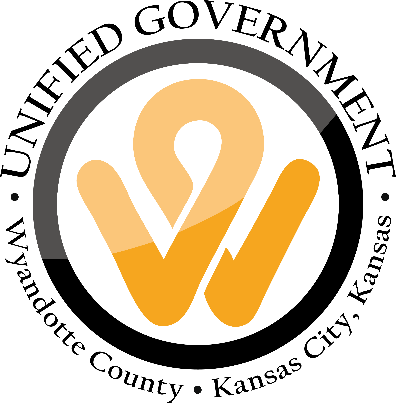 • UNIFIED GOVERNMENT •
Wyandotte County • Kansas City, Kansas